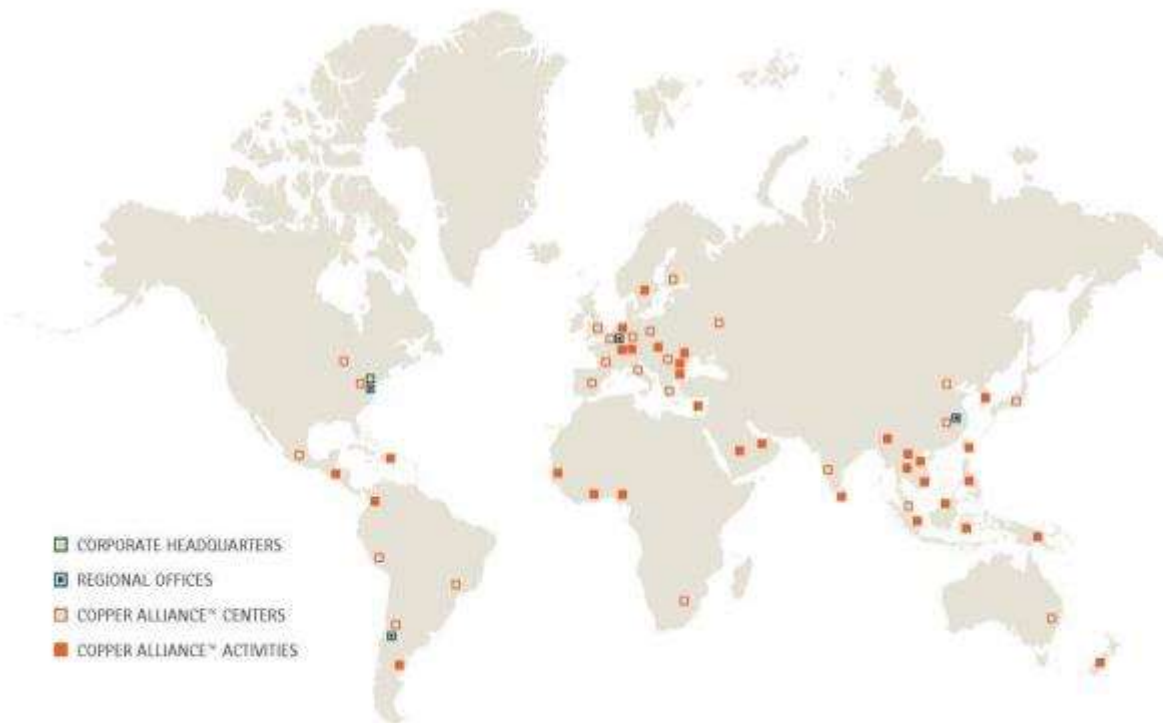 CORPORATE HEADQUARTERS
REGIONAL OFFICES
COPPER ALLIANCE™ CENTERS
COPPER ALLIANCE™ ACTIVITIES